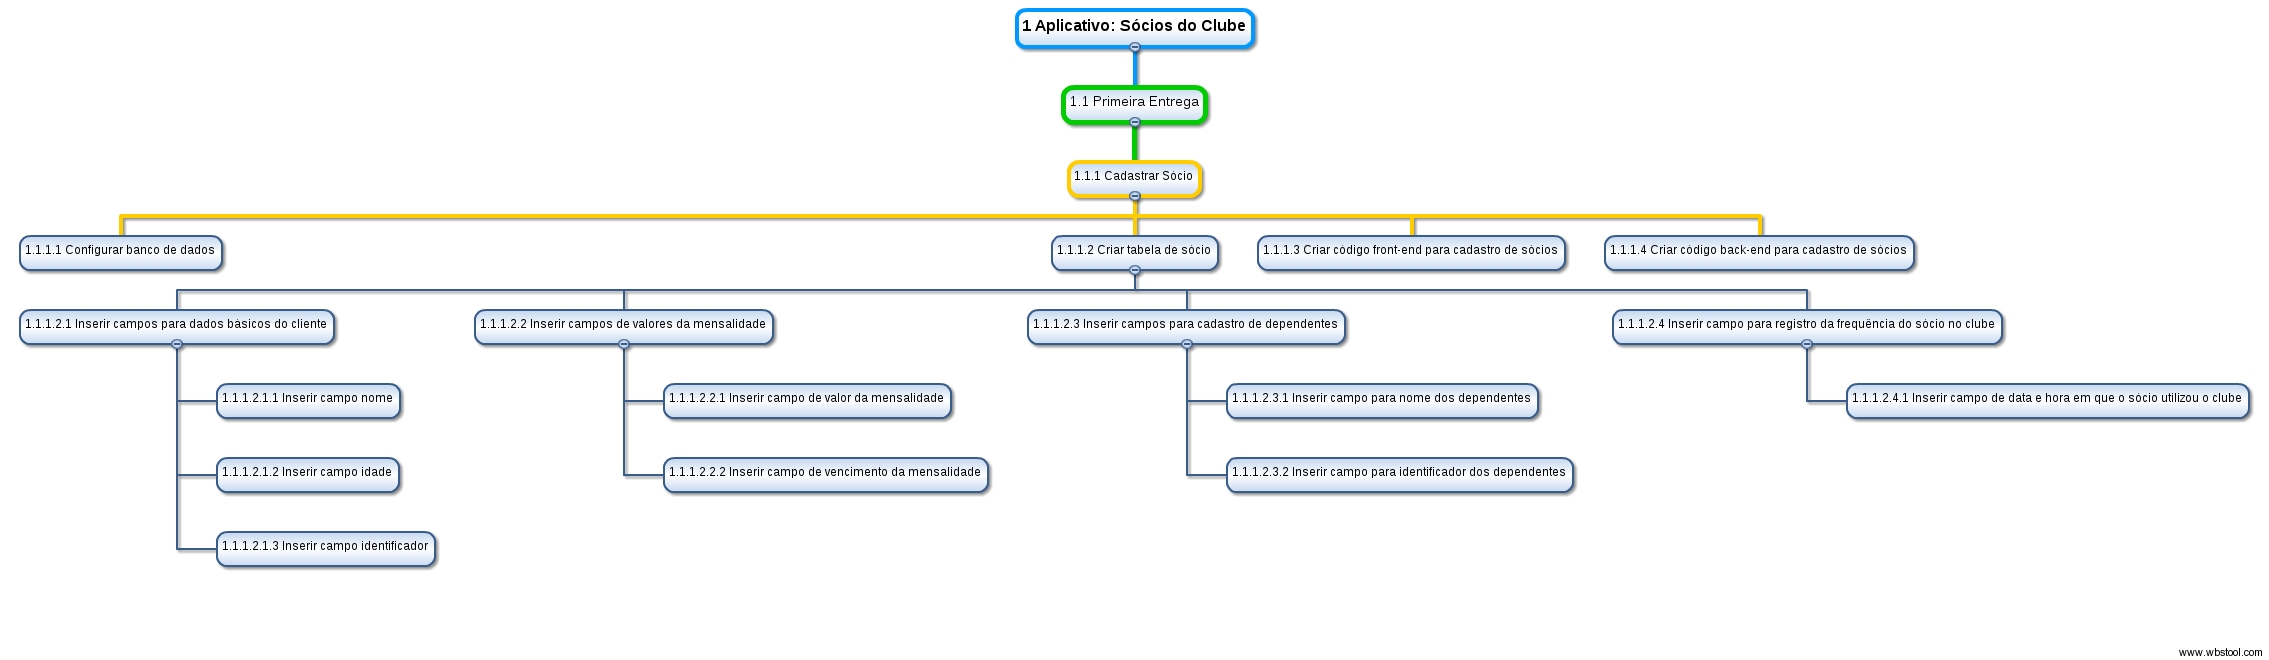 1 Aplicativo: Sócios do Clube
1.1 Primeira Entrega
1.1.1 Cadastrar Sócio
1.1.1.1 Configurar banco de dados
1.1.1.2 Criar tabela de sócio
1.1.1.3 Criar código front-end para cadastro de sócios
1.1.1.4 Criar código back-end para cadastro de sócios
1.1.1.2.1 Inserir campos para dados básicos do cliente
1.1.1.2.2 Inserir campos de valores da mensalidade
1.1.1.2.3 Inserir campos para cadastro de dependentes
1.1.1.2.4 Inserir campo para registro da frequência do sócio no clube
1.1.1.2.1.1 Inserir campo nome
1.1.1.2.2.1 Inserir campo de valor da mensalidade
1.1.1.2.3.1 Inserir campo para nome dos dependentes
1.1.1.2.4.1 Inserir campo de data e hora em que o sócio utilizou o clube
1.1.1.2.1.2 Inserir campo idade
1.1.1.2.2.2 Inserir campo de vencimento da mensalidade
1.1.1.2.3.2 Inserir campo para identificador dos dependentes
1.1.1.2.1.3 Inserir campo identificador
www.wbstool.com